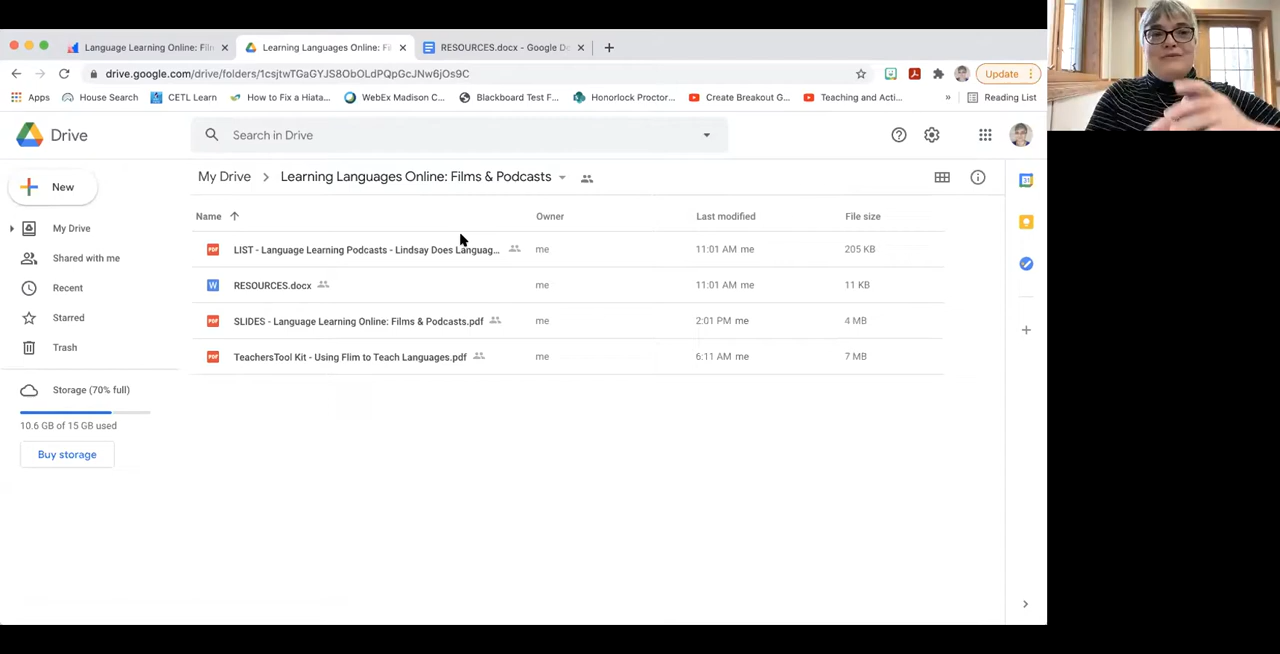 Language Learning Online: Film
Learning Languages Online: Fi
RESOURCES.docx - Google D
drive.google.com/drive/folders/1csjtwTGaGYJS8ObOLdPQpGcJNw6jOs9C
Update
Apps
House Search
CETL Learn
How to Fix a Hiata...
WebEx Madison C...
Blackboard Test F...
Honorlock Proctor...
Create Breakout G...
Teaching and Acti...
»
Reading List
Drive
Search in Drive
New
My Drive
Shared with me
Recent
Starred
Trash
Storage (70% full)
10.6 GB of 15 GB used
Buy storage
My Drive > Learning Languages Online: Films & Podcasts
Name Owner Last modified File size
PDF LIST - Language Learning Podcasts - Lindsay Does Languag... me 11:01 AM me 205 KB
W RESOURCES.docx me 11:01 AM me 11 KB
PDF SLIDES - Language Learning Online: Films & Podcasts.pdf me 2:01 PM me 4 MB
PDF TeachersTool Kit - Using Flim to Teach Languages.pdf me 6:11 AM me 7 MB
31